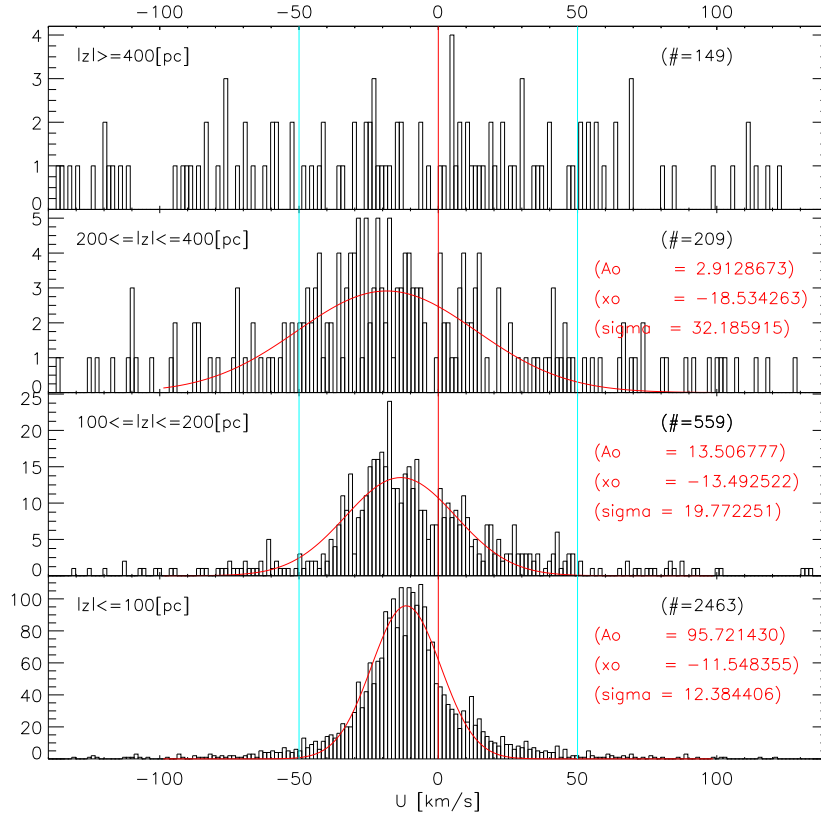 -100 -50 0 50 100
4
|z|>=400[pc] (#=149)
3
2
1
0
5
200<=|z|<=400[pc] (#=209)
4
(Ao = 2.9128673)
3
(xo = -18.534263)
2
(sigma = 32.185915)
1
0
25
100<=|z|<=200[pc] (#=559)
20
(Ao = 13.506777)
15
(xo = -13.492522)
10
(sigma = 19.772251)
5
0
|z|<=100[pc] (#=2463)
100
(Ao = 95.721430)
80
(xo = -11.548355)
60
(sigma = 12.384406)
40
20
0
-100 -50 0 50 100
U [km/s]